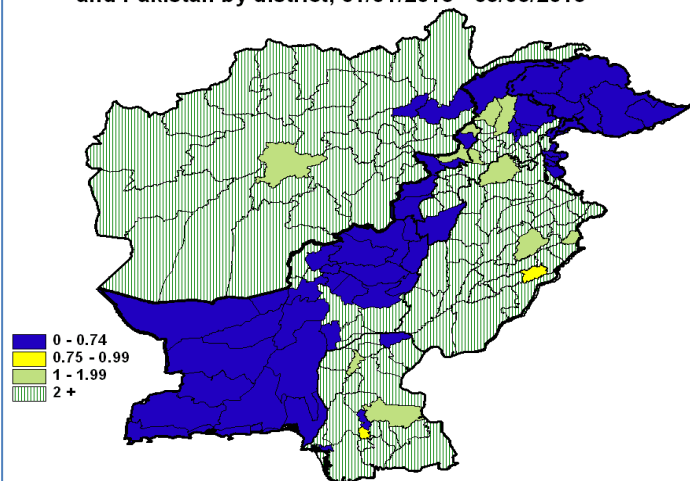 and Pakistan by district,
0 - 0.74
0.75 - 0.99
1 - 1.99
2 +